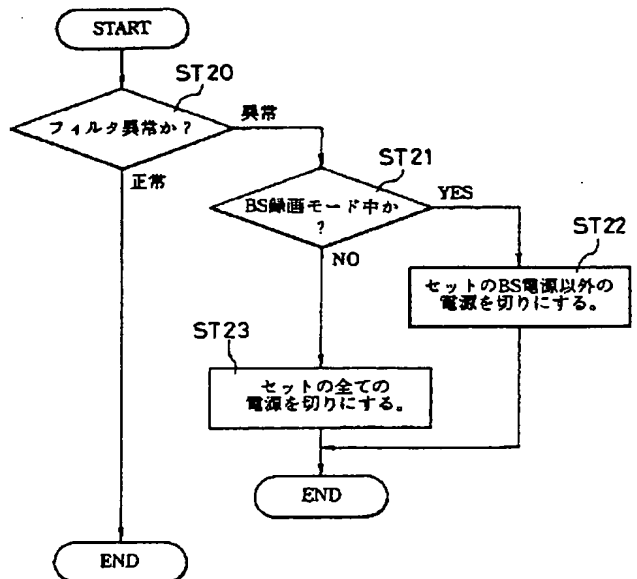 START
ST20
フィルタ異常か?
異常
正常
ST21
BS録画モード中か
?
YES
NO
ST22
セットのBS電源以外の
電源を切りにする。
ST23
セットの全ての
電源を切りにする。
END
END